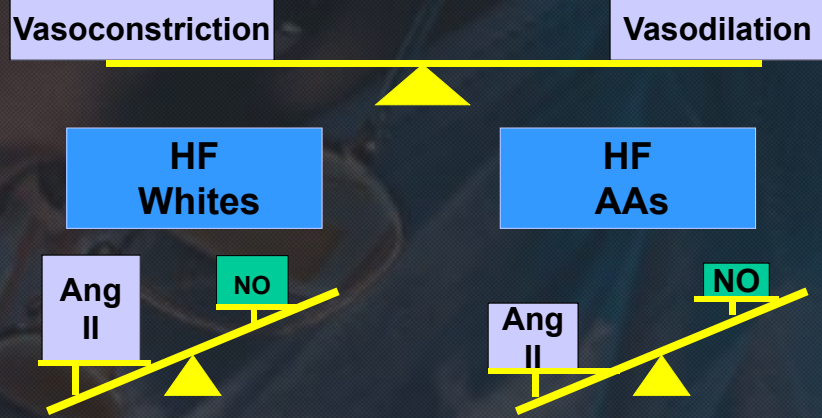 Vasoconstriction
Vasodilation
HF
Whites
HF
AAs
Ang
II
NO
Ang
II
NO